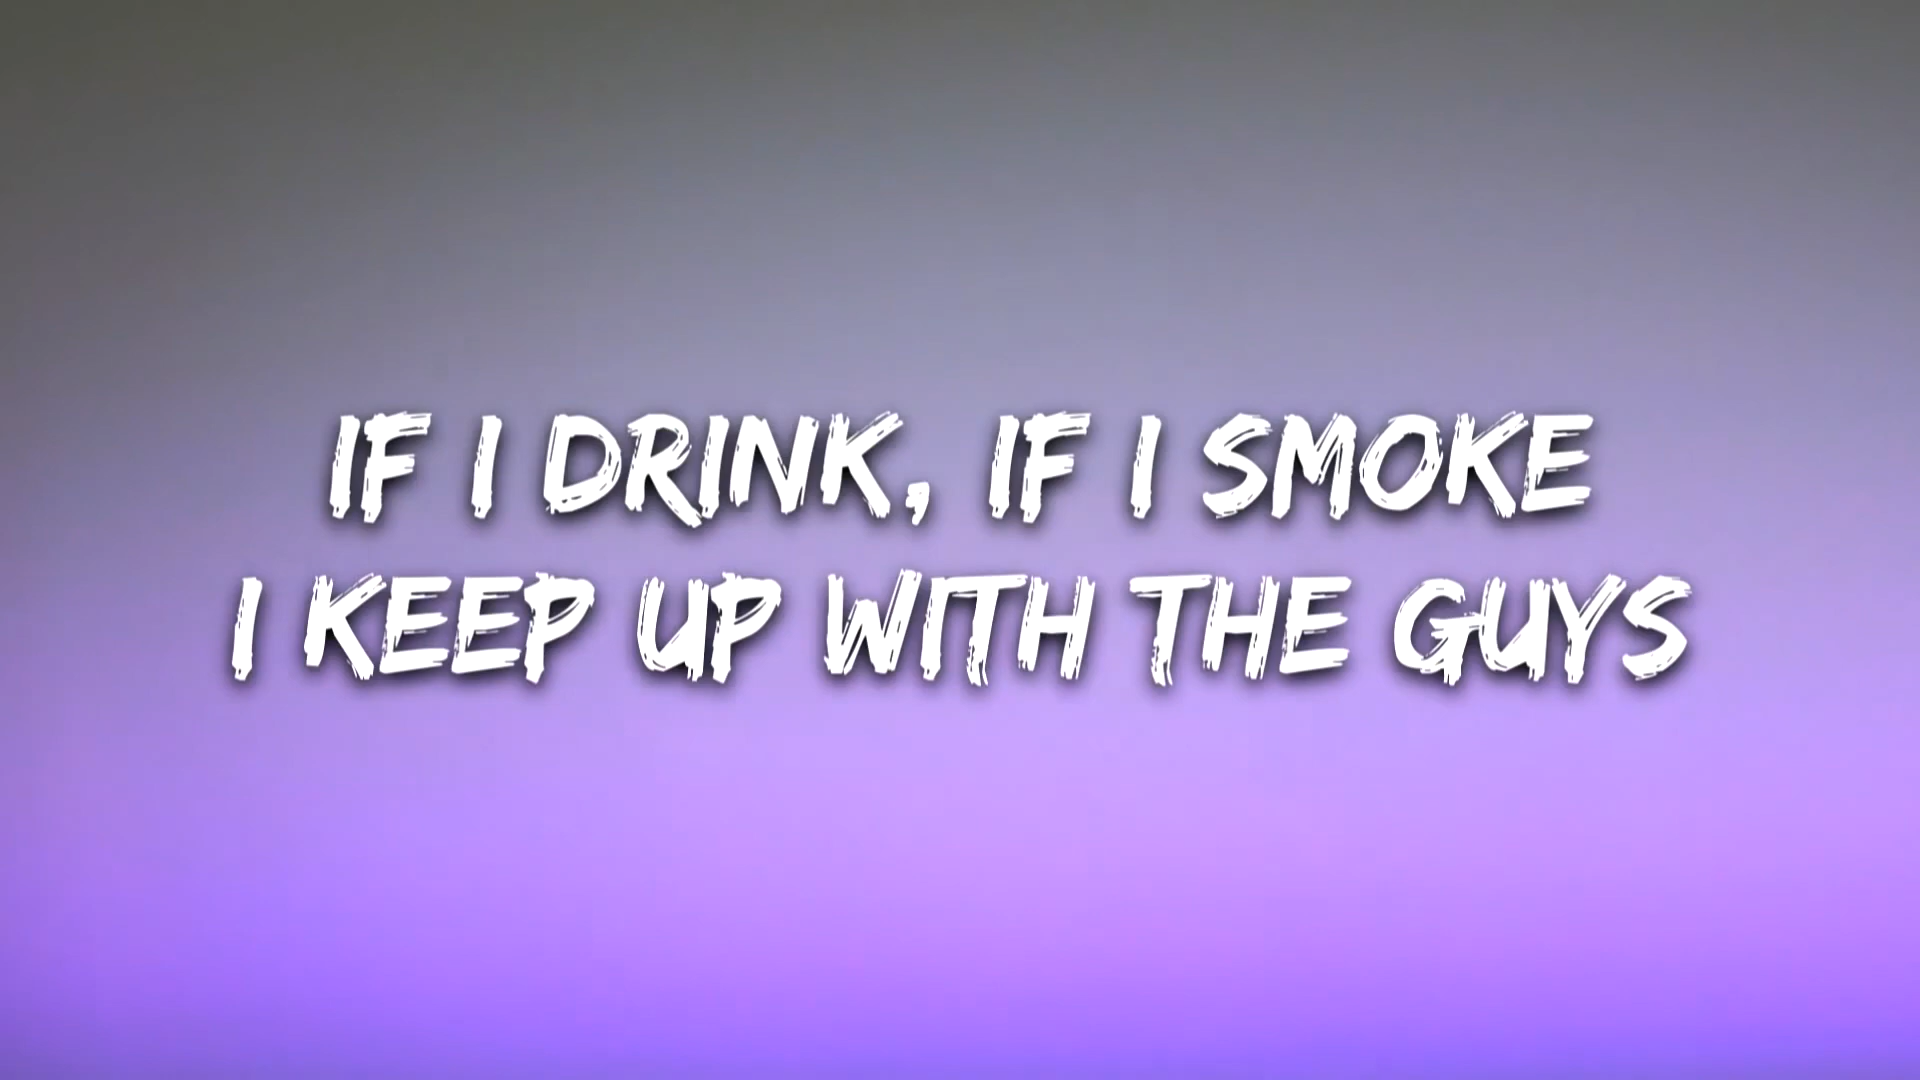 IF I DRINK, IF I SMOKE
I KEEP UP WITH THE GUYS